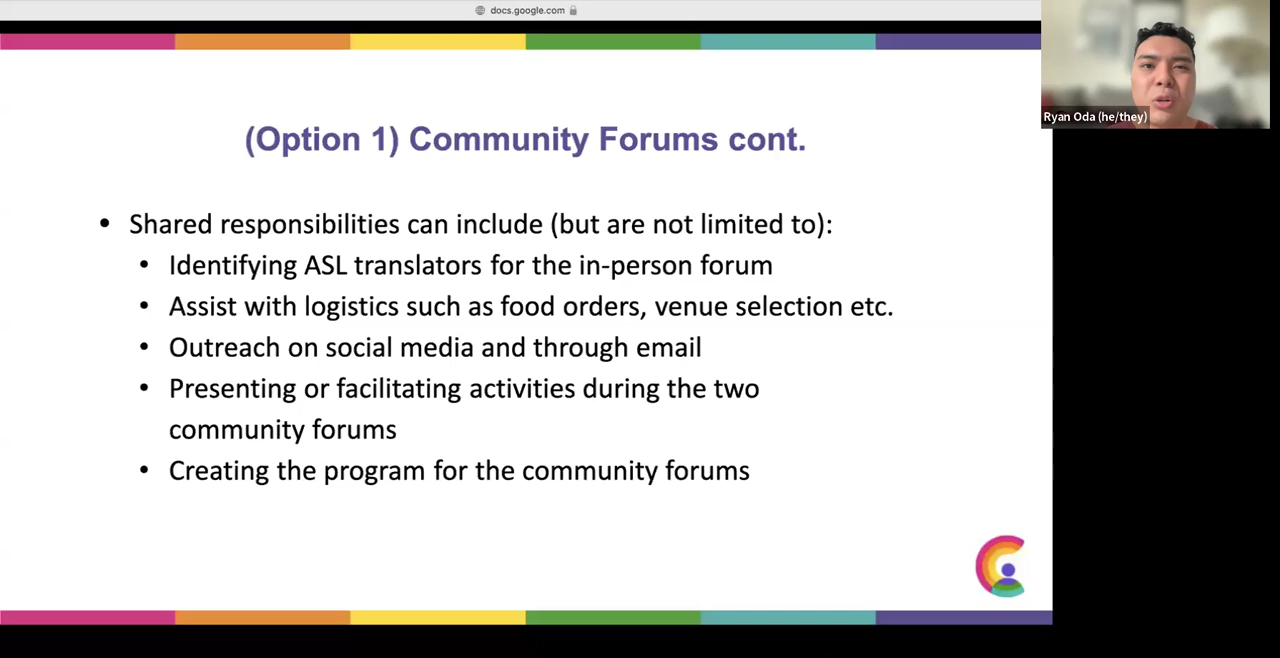 docs.google.com
Ryan Oda (he/they)
(Option 1) Community Forums cont.
• Shared responsibilities can include (but are not limited to):
• Identifying ASL translators for the in-person forum
• Assist with logistics such as food orders, venue selection etc.
• Outreach on social media and through email
• Presenting or facilitating activities during the two
community forums
• Creating the program for the community forums